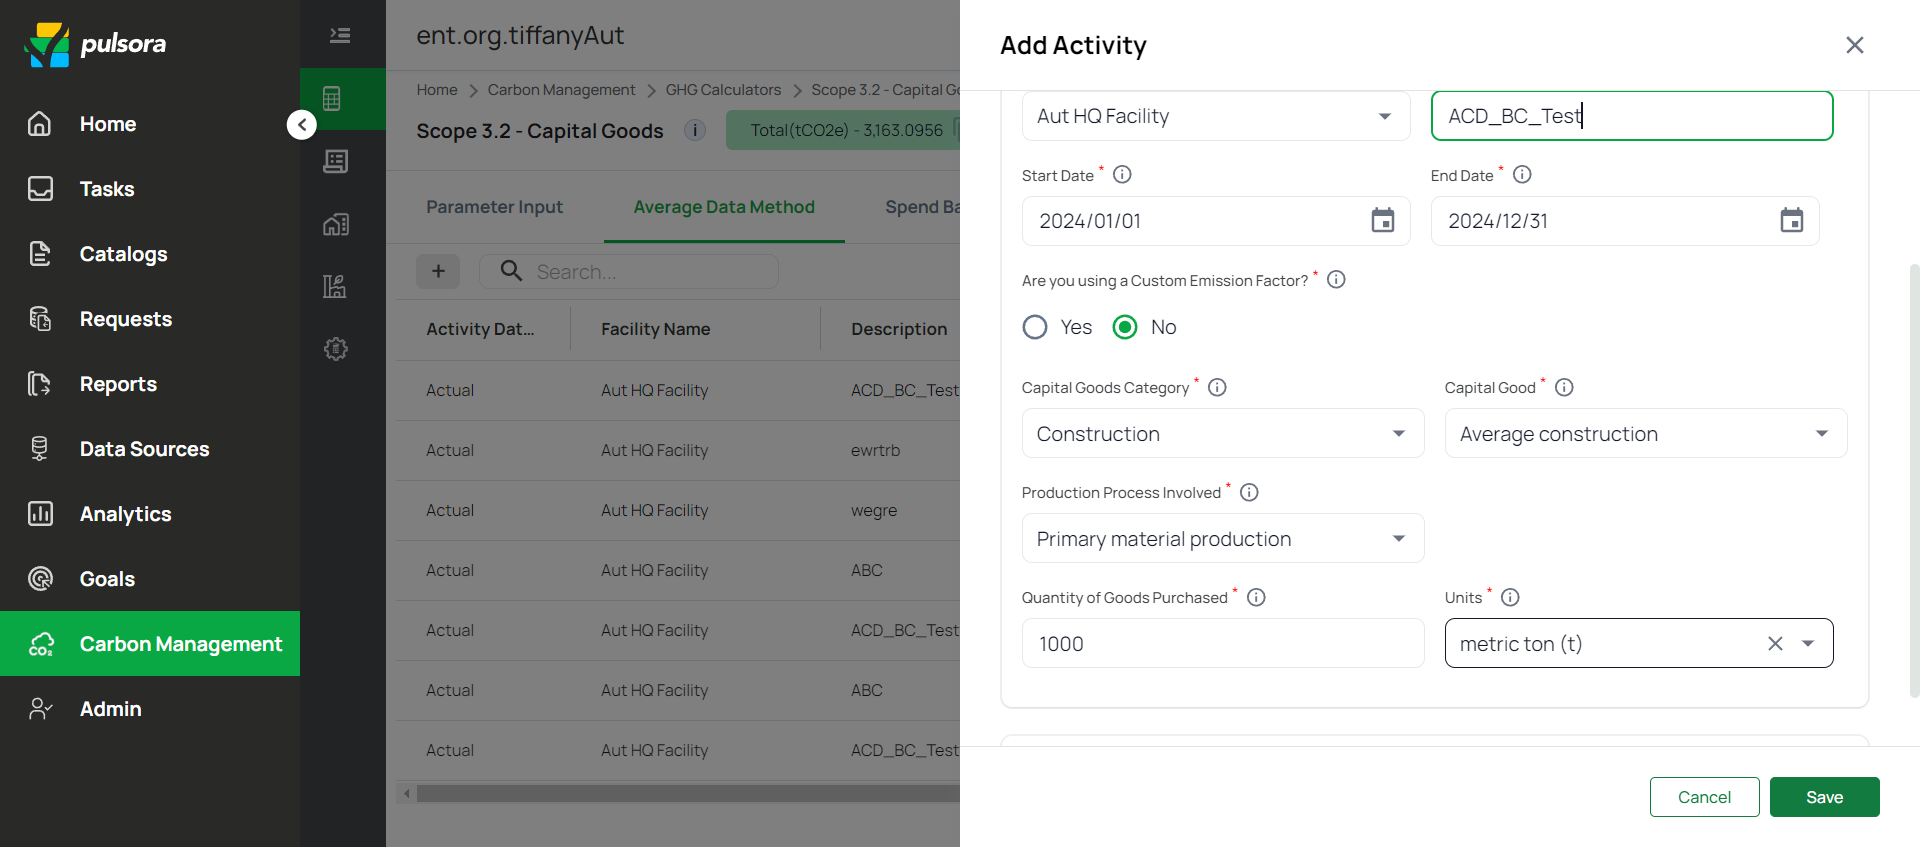 pulsora
Home
Tasks
Catalogs
Requests
Reports
Data Sources
Analytics
Goals
Carbon Management
Admin
ent.org.tiffanyAut
Home > Carbon Management > GHG Calculators > Scope 3.2 - Capital Go
Scope 3.2 - Capital Goods
Total(tCO2e) - 3,163.0956
Parameter Input
Average Data Method
Spend Ba
+ Search...
Activity Dat... Facility Name Description
Actual Aut HQ Facility ACD_BC_Test
Actual Aut HQ Facility ewrtrb
Actual Aut HQ Facility wegre
Actual Aut HQ Facility ABC
Actual Aut HQ Facility ACD_BC_Test
Actual Aut HQ Facility ABC
Actual Aut HQ Facility ACD_BC_Test
Add Activity
Aut HQ Facility
ACD_BC_Test
Start Date *
End Date *
2024/01/01
2024/12/31
Are you using a Custom Emission Factor? *
Yes No
Capital Goods Category *
Capital Good *
Construction
Average construction
Production Process Involved *
Primary material production
Quantity of Goods Purchased *
Units *
1000
metric ton (t)
Cancel
Save